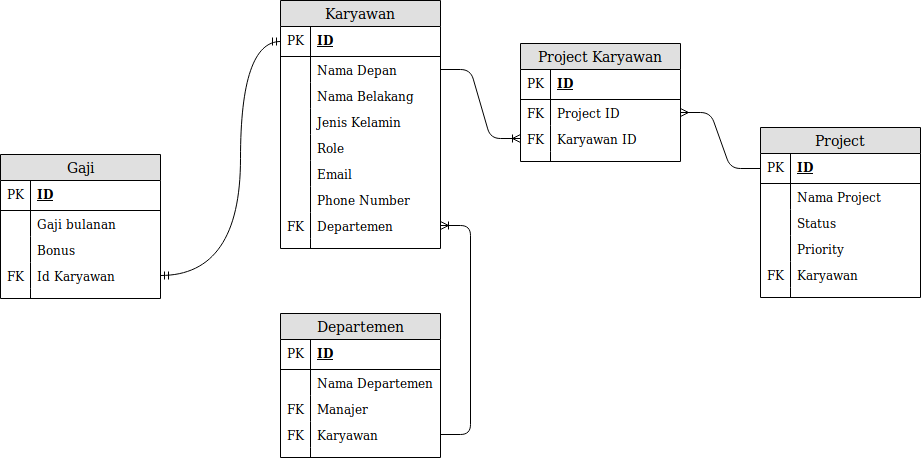 Karyawan
PK ID
Nama Depan
Nama Belakang
Jenis Kelamin
Role
Email
Phone Number
FK Departemen
Project Karyawan
PK ID
FK Project ID
FK Karyawan ID
Project
PK ID
Nama Project
Status
Priority
FK Karyawan
Gaji
PK ID
Gaji bulanan
Bonus
FK Id Karyawan
Departemen
PK ID
Nama Departemen
FK Manajer
FK Karyawan